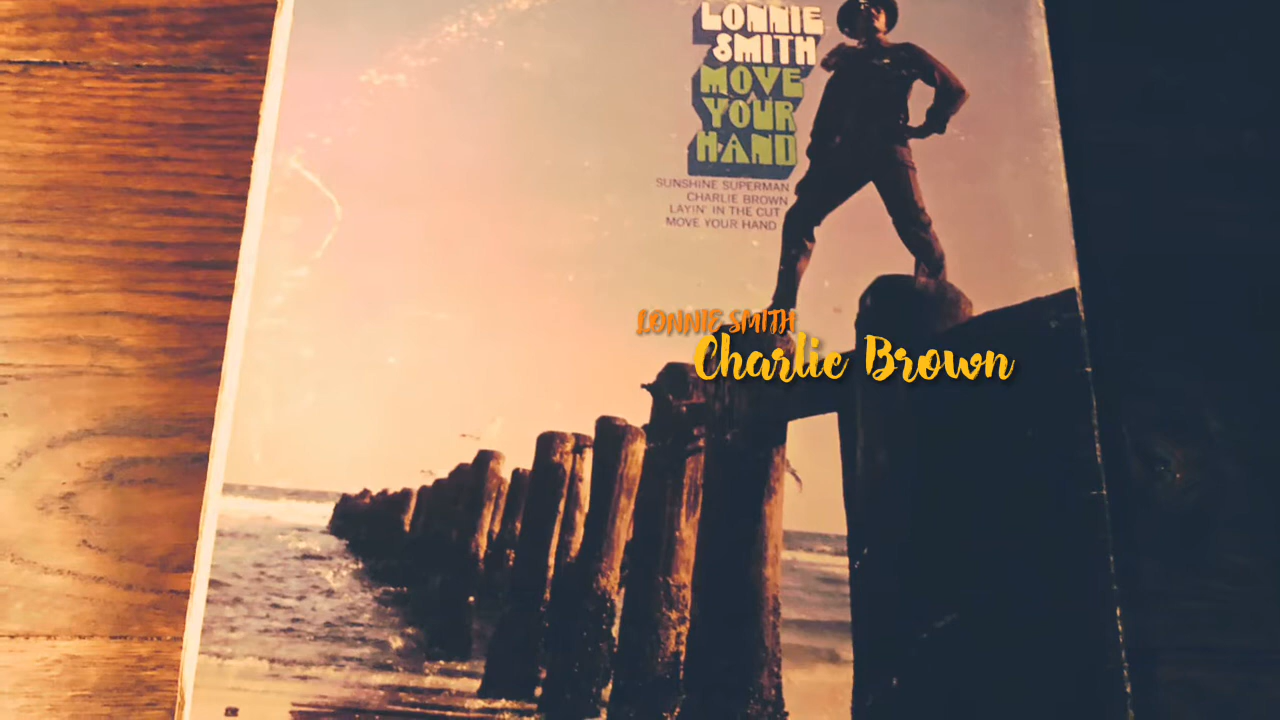 LONNIE
SMITH
MOVE
YOUR
HAND
SUNSHINE SUPERMAN
CHARLIE BROWN
LAYIN' IN THE CUT
MOVE YOUR HAND
LONNIE SMITH
Charlie Brown